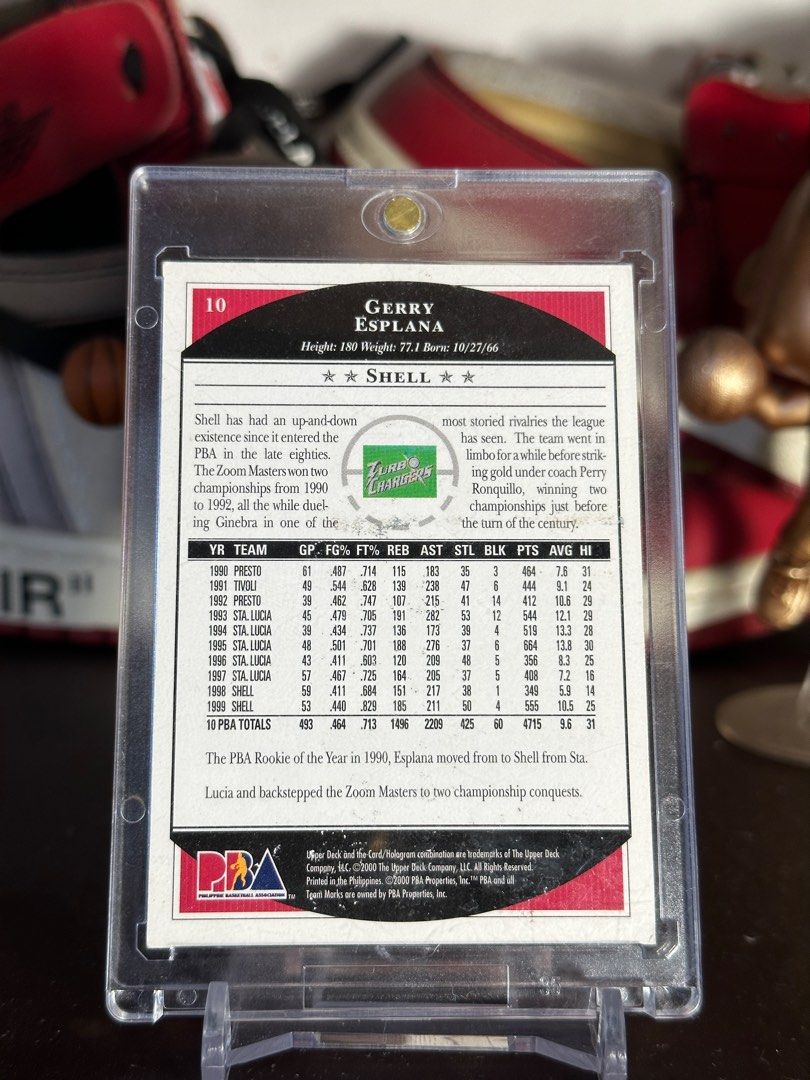 10
GERRY
ESPLANA
Height: 180 Weight: 77.1 Born: 10/27/66
SHELL
Shell has had an up-and-down
existence since it entered the
PBA in the late eighties.
The Zoom Masters won two
championships from 1990
to 1992, all the while duel-
ing Ginebra in one of the
TURBO
CHARGERS
most storied rivalries the league
has seen. The team went in
limbo for a while before strik-
ing gold under coach Perry
Ronquillo, winning two
championships just before
the turn of the century.
YR TEAM GP FG% FT% REB AST STL BLK PTS AVG HI
1990 PRESTO 61 .487 .714 115 .183 35 3 464 7.6 31
1991 TIVOLI 49 .544 .628 139 238 47 6 444 9.1 24
1992 PRESTO 39 .462 .747 107 215 41 14 412 10.6 29
1993 STA. LUCIA 45 .479 .705 191 282 53 12 544 12.1 29
1994 STA. LUCIA 39 .434 .737 136 173 39 4 519 13.3 28
1995 STA. LUCIA 48 .501 .701 188 276 37 6 664 13.8 30
1996 STA. LUCIA 43 .411 .603 120 209 48 5 356 8.3 25
1997 STA. LUCIA 57 .467 .725 164 205 37 5 408 7.2 16
1998 SHELL 59 .411 .684 151 217 38 1 349 5.9 14
1999 SHELL 53 .440 .829 185 211 50 4 555 10.5 25
10 PBA TOTALS 493 .464 .713 1496 2209 425 60 4715 9.6 31
The PBA Rookie of the Year in 1990, Esplana moved from to Shell from Sta.
Lucia and backstepped the Zoom Masters to two championship conquests.
PBA
PHILIPPINE BASKETBALL ASSOCIATION
TM
Upper Deck and the Card/Hologram combination are trademarks of The Upper Deck
Company, LLC. ©2000 The Upper Deck Company, LLC. All Rights Reserved.
Printed in the Philippines. ©2000 PBA Properties, Inc.™ PBA and all
Team Marks are owned by PBA Properties, Inc.
IR"